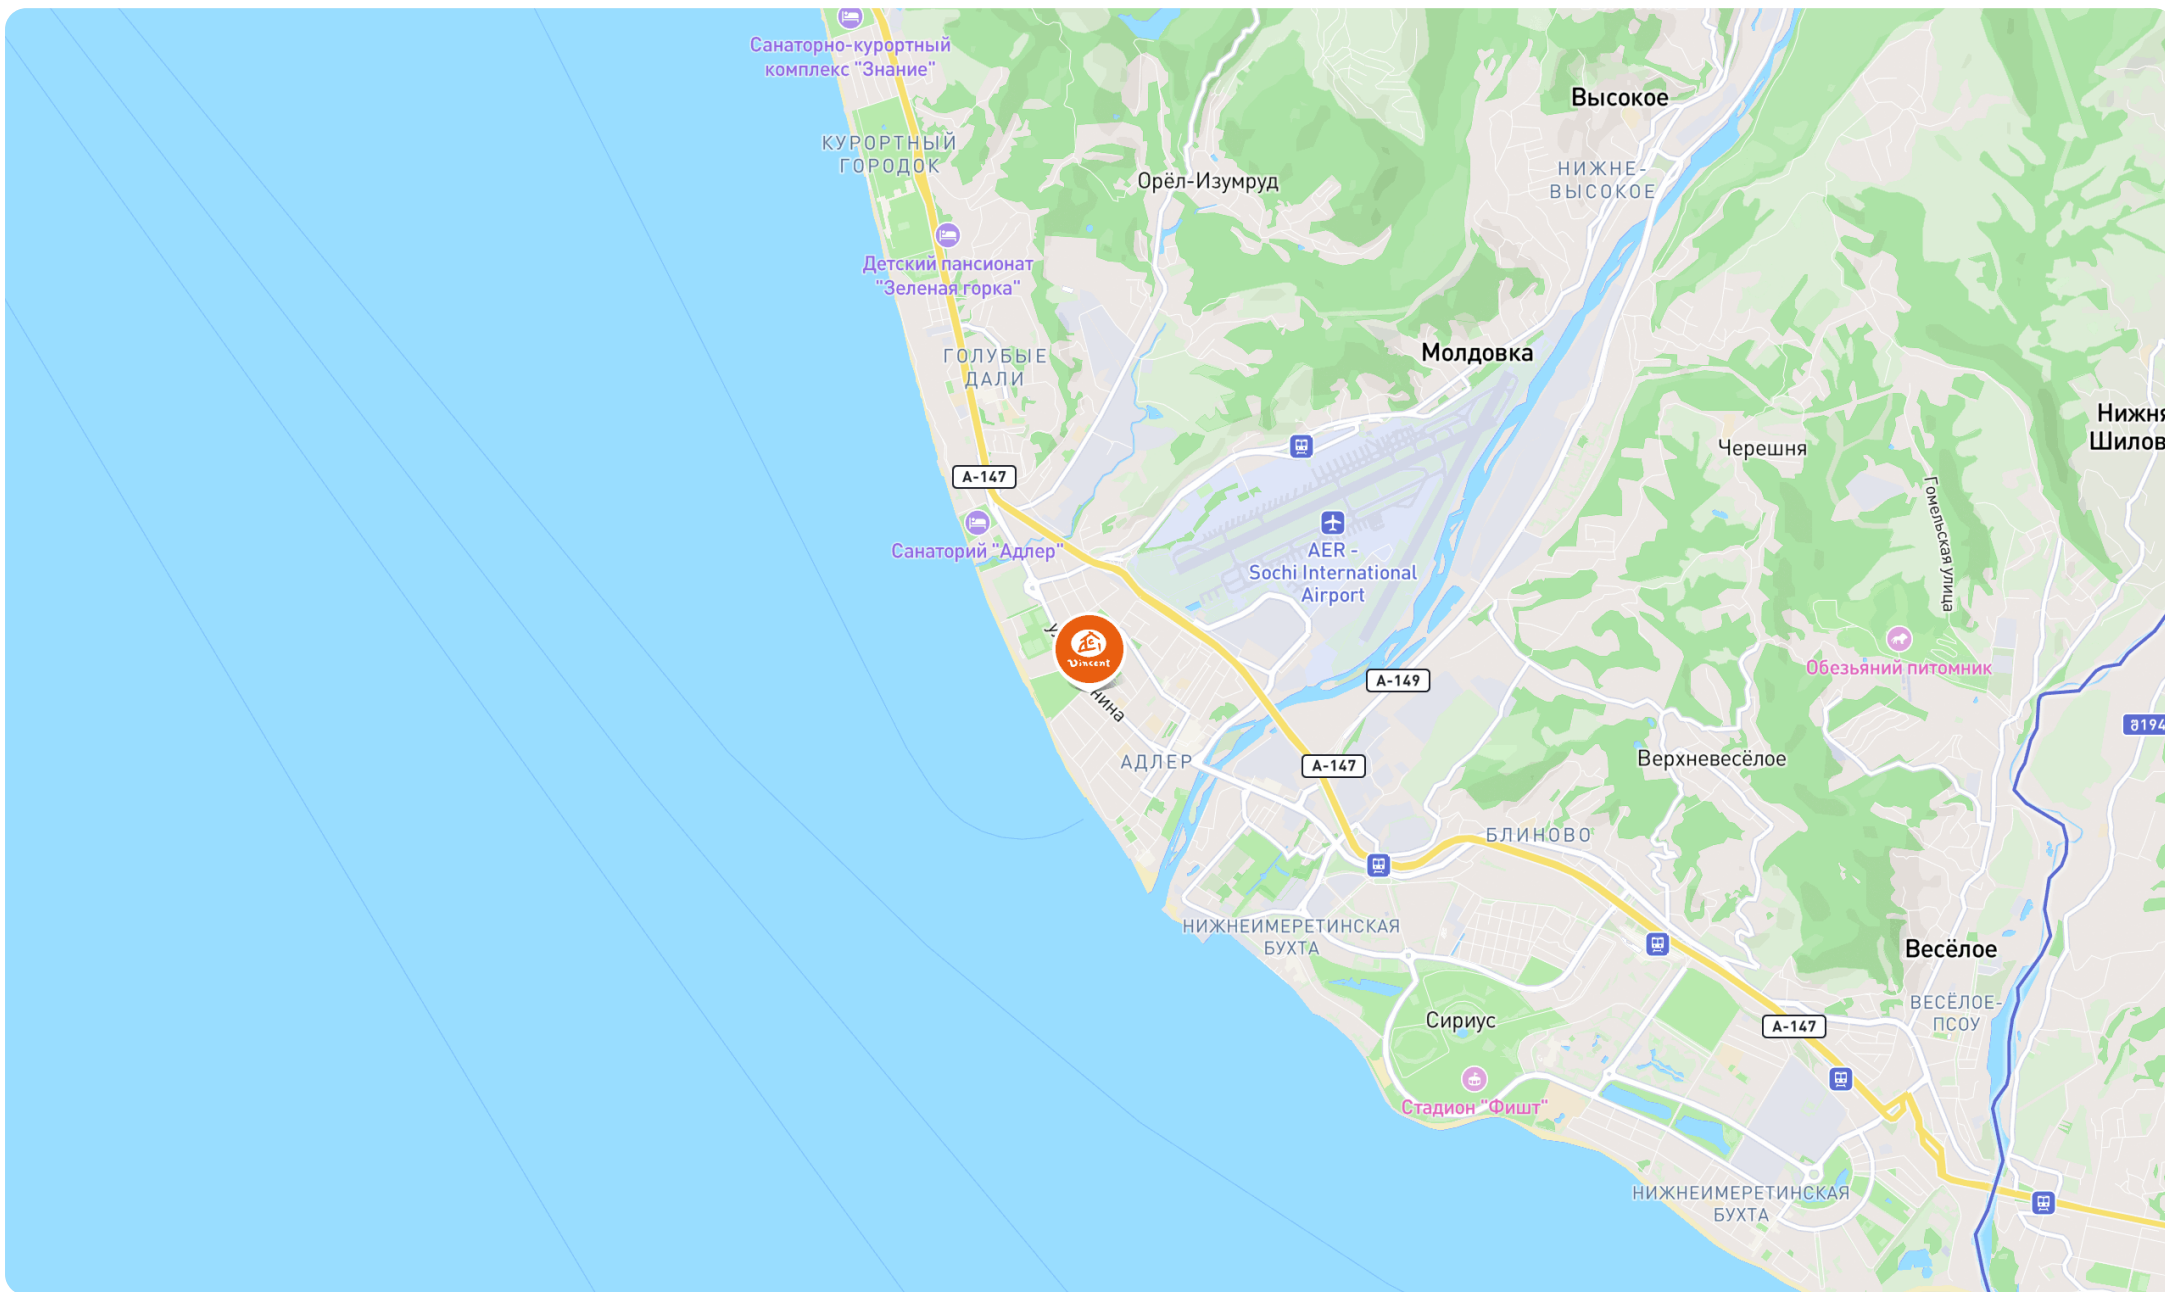 Санаторно-курортный
комплекс "Знание"
Высокое
КУРОРТНЫЙ
ГОРОДОК
НИЖНЕ-
ВЫСОКОЕ
Орёл-Изумруд
Детский пансионат
"Зеленая горка"
ГОЛУБЫЕ
ДАЛИ
Молдовка
Нижня
Шилов
Черешня
А-147
Гомельская улица
Санаторий "Адлер"
AER -
Sochi International
Airport
У
Vincent
нина
Обезьяний питомник
А-149
მ194
АДЛЕР
А-147
Верхневесёлое
БЛИНОВО
НИЖНЕИМЕРЕТИНСКАЯ
БУХТА
Весёлое
ВЕСЁЛОЕ-
ПСОУ
Сириус
А-147
Стадион "Фишт"
НИЖНЕИМЕРЕТИНСКАЯ
БУХТА